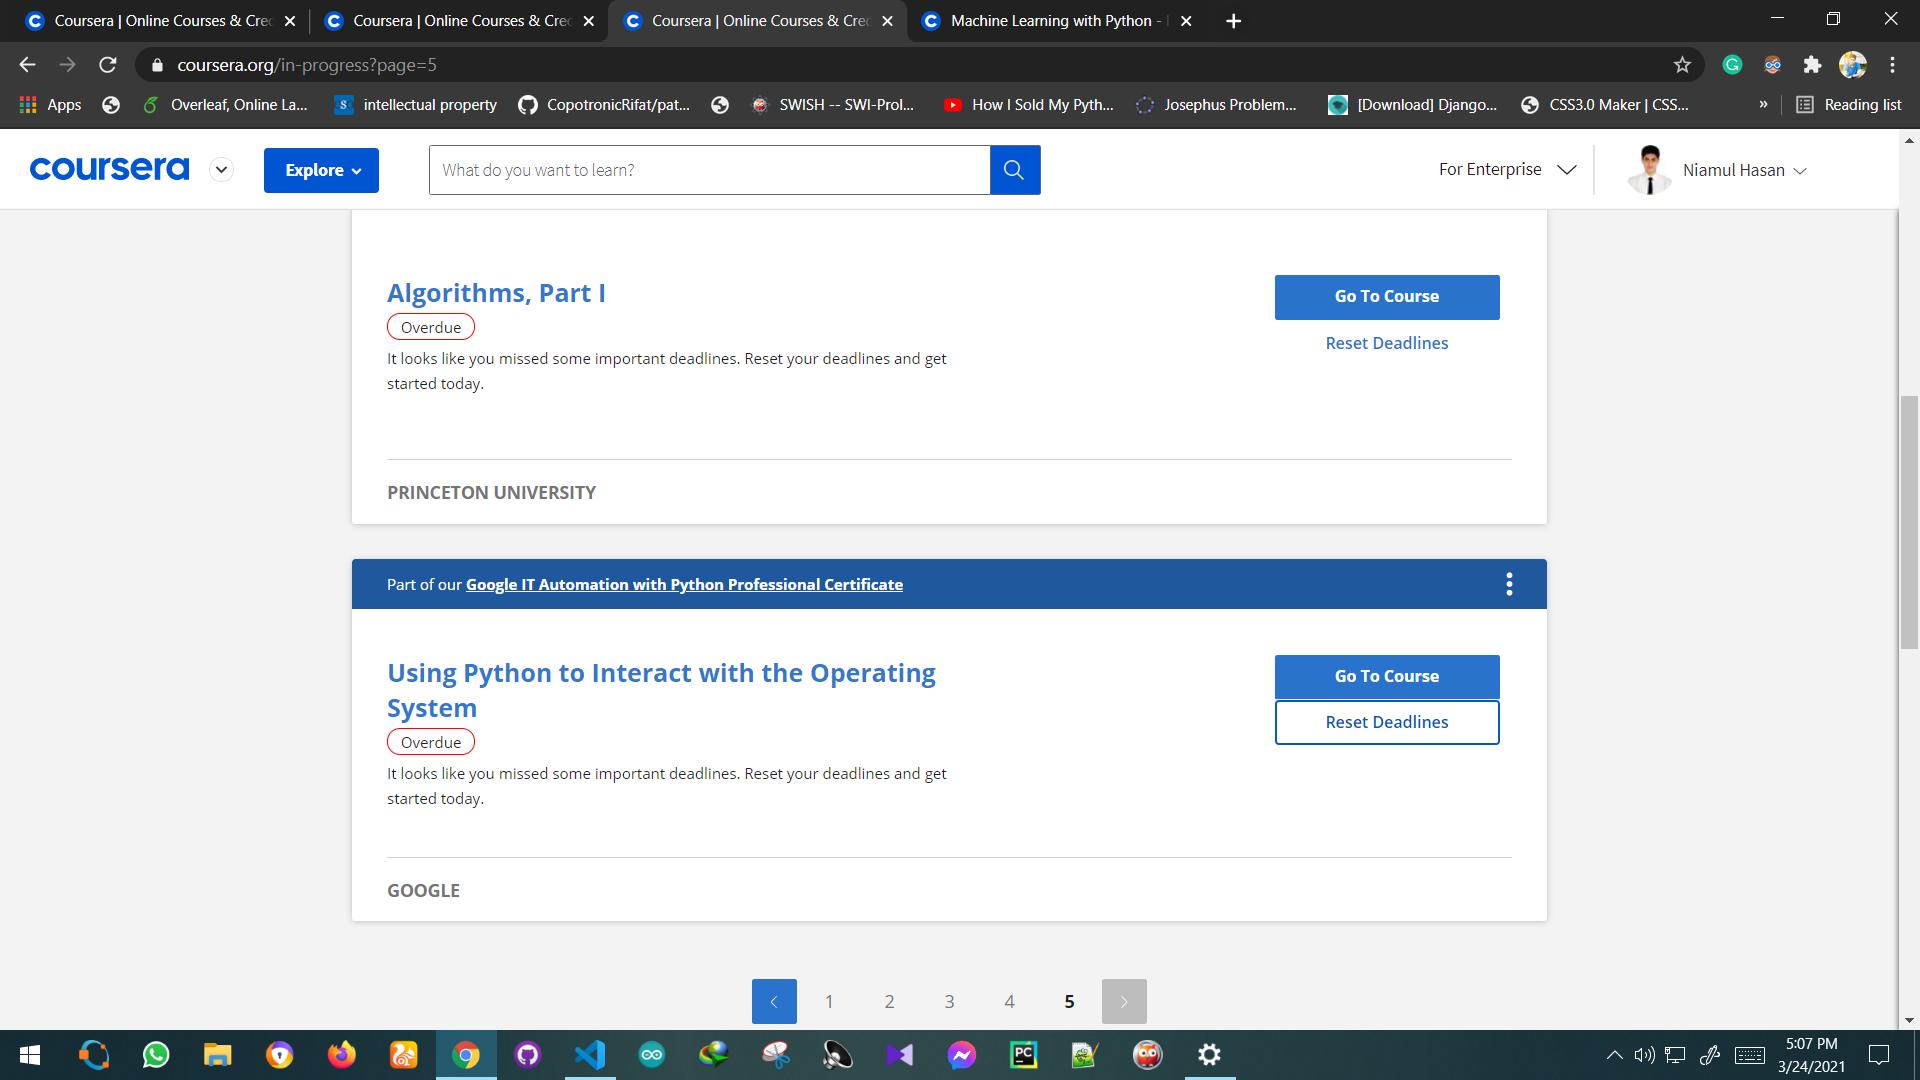 Coursera | Online Courses & Cre
Coursera | Online Courses & Cre
Coursera | Online Courses & Cre
Machine Learning with Python -
coursera.org/in-progress?page=5
Apps
Overleaf, Online La...
intellectual property
CopotronicRifat/pat...
SWISH -- SWI-Prol...
How I Sold My Pyth...
Josephus Problem...
[Download] Django...
CSS3.0 Maker | CSS...
»
Reading list
coursera
Explore
What do you want to learn?
For Enterprise
Niamul Hasan
Algorithms, Part I
Go To Course
Overdue
Reset Deadlines
It looks like you missed some important deadlines. Reset your deadlines and get
started today.
PRINCETON UNIVERSITY
Part of our Google IT Automation with Python Professional Certificate
Using Python to Interact with the Operating
System
Go To Course
Reset Deadlines
Overdue
It looks like you missed some important deadlines. Reset your deadlines and get
started today.
GOOGLE
1 2 3 4 5
PC
5:07 PM
3/24/2021